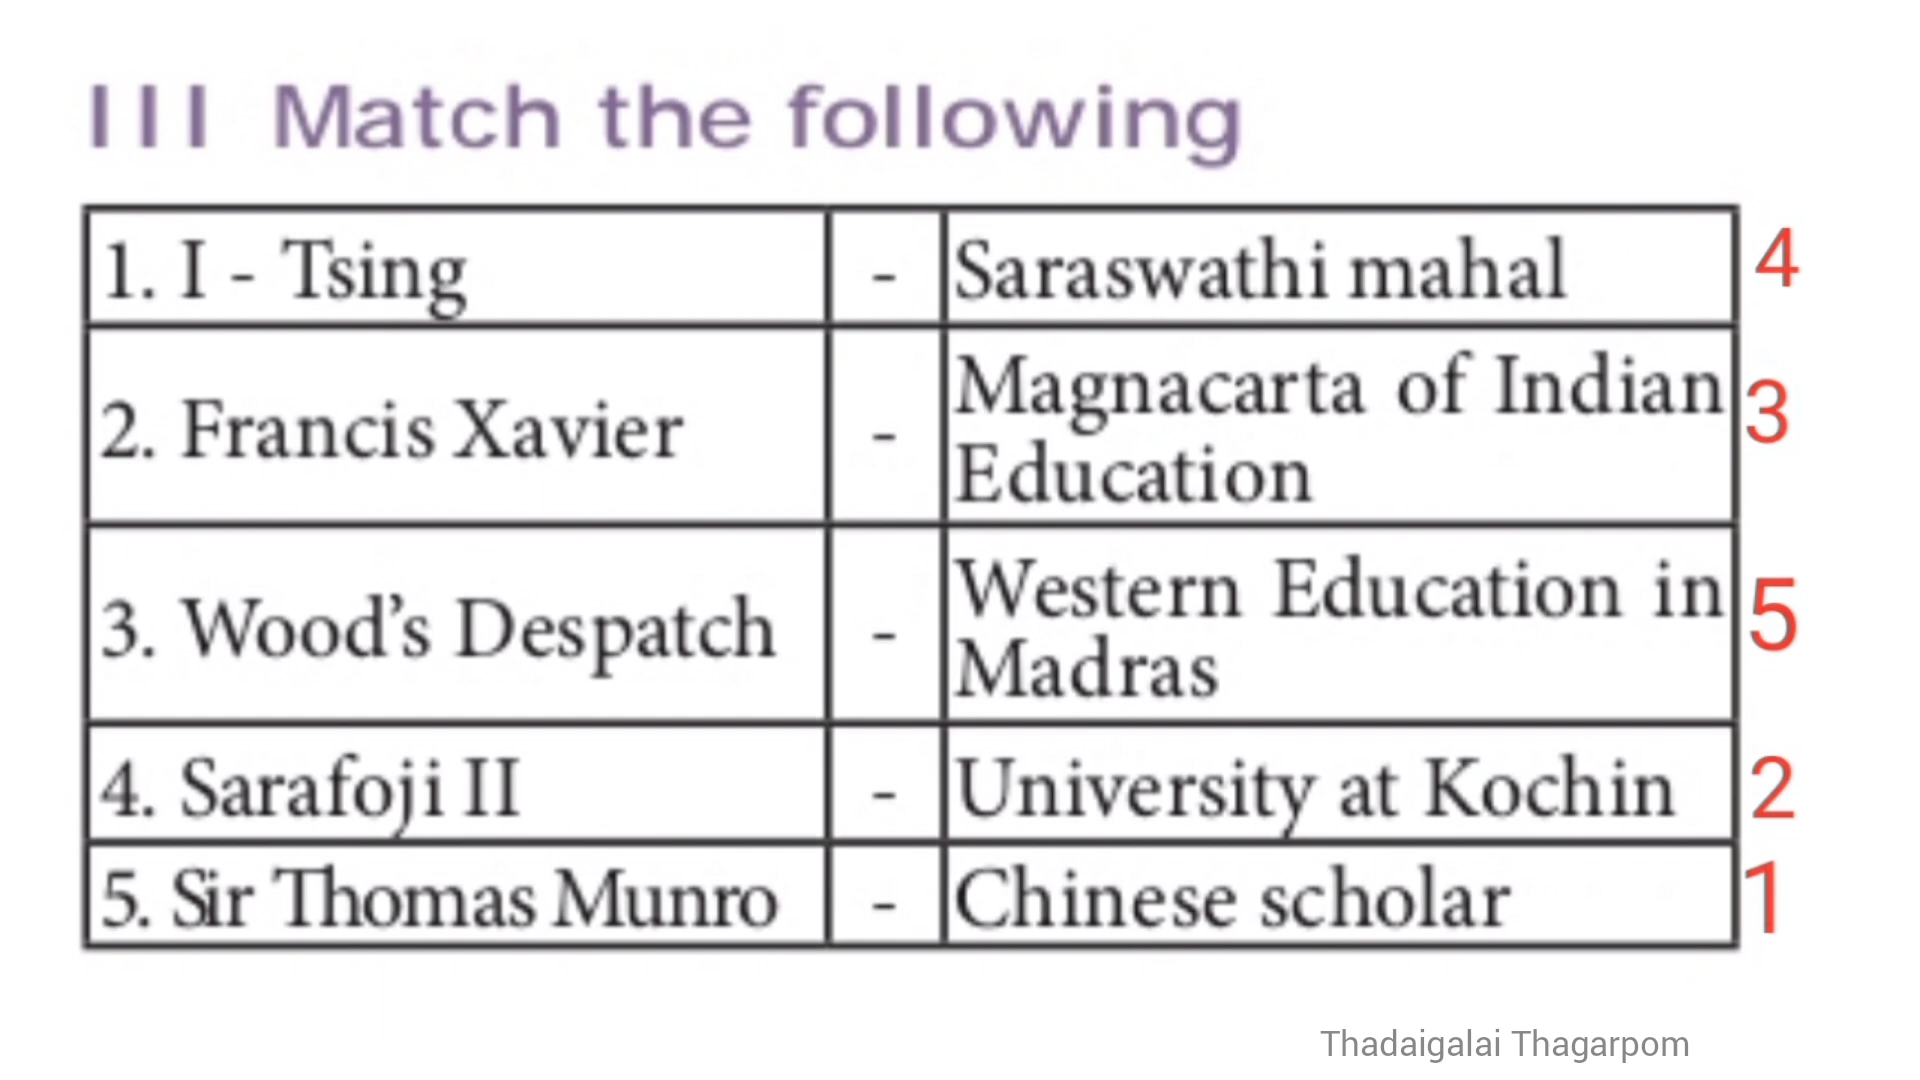 III Match the following
1. I - Tsing - Saraswathi mahal 4
2. Francis Xavier - Magnacarta of Indian
Education 3
3. Wood's Despatch - Western Education in
Madras 5
4. Sarafoji II - University at Kochin 2
5. Sir Thomas Munro - Chinese scholar 1
Thadaigalai Thagarpom